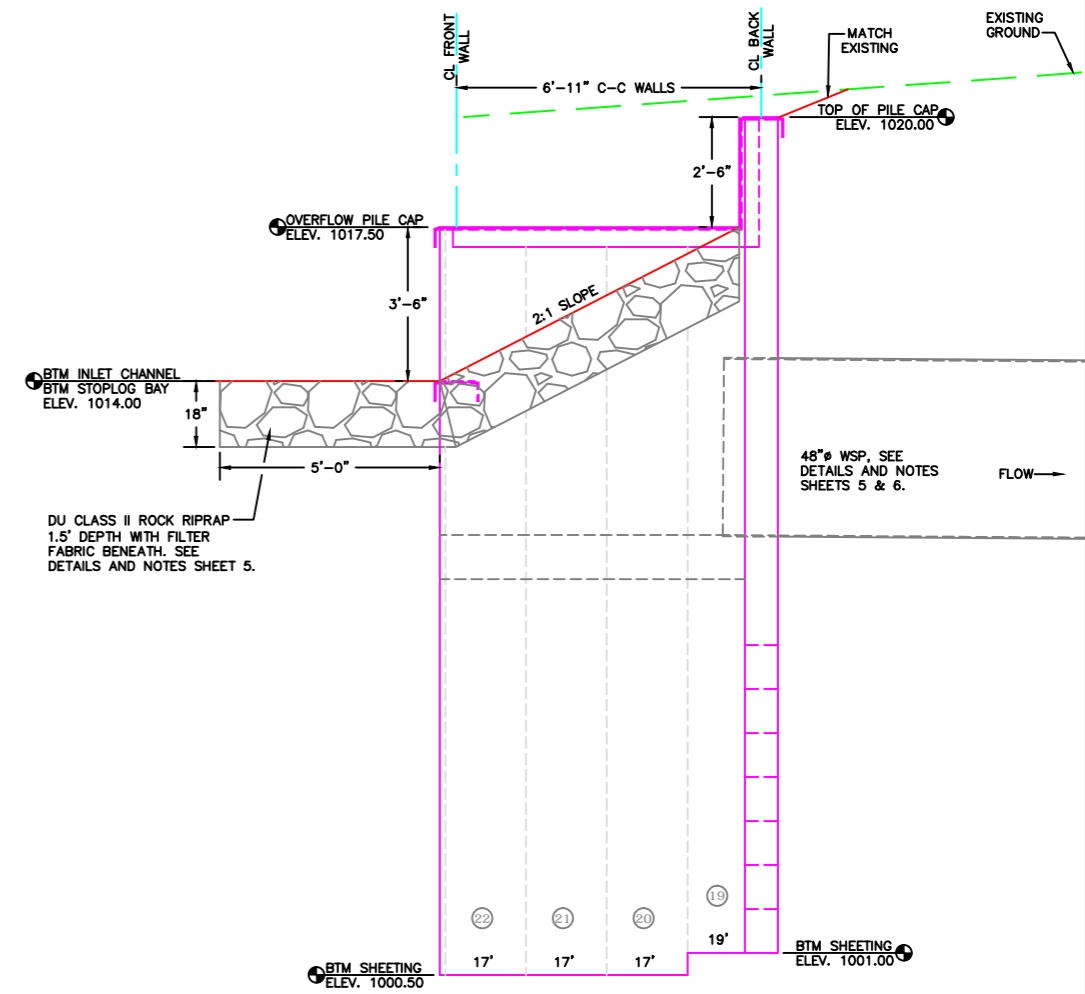 CL FRONT
WALL
CL BACK
WALL
MATCH
EXISTING
EXISTING
GROUND
6'-11" C-C WALLS
TOP OF PILE CAP
ELEV. 1020.00
2'-6"
OVERFLOW PILE CAP
ELEV. 1017.50
3'-6"
2:1 SLOPE
BTM INLET CHANNEL
BTM STOPLOG BAY
ELEV. 1014.00
18"
5'-0"
48"ø WSP, SEE
DETAILS AND NOTES
SHEETS 5 & 6.
FLOW
DU CLASS II ROCK RIPRAP
1.5' DEPTH WITH FILTER
FABRIC BENEATH. SEE
DETAILS AND NOTES SHEET 5.
22
21
20
19
17'
17'
17'
19'
BTM SHEETING
ELEV. 1001.00
BTM SHEETING
ELEV. 1000.50